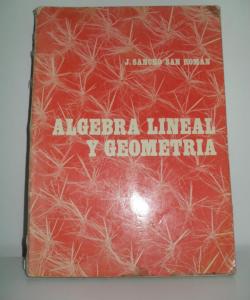 J. SANCHO SAN ROMAN
ALGEBRA LINEAL
Y GEOMETRIA